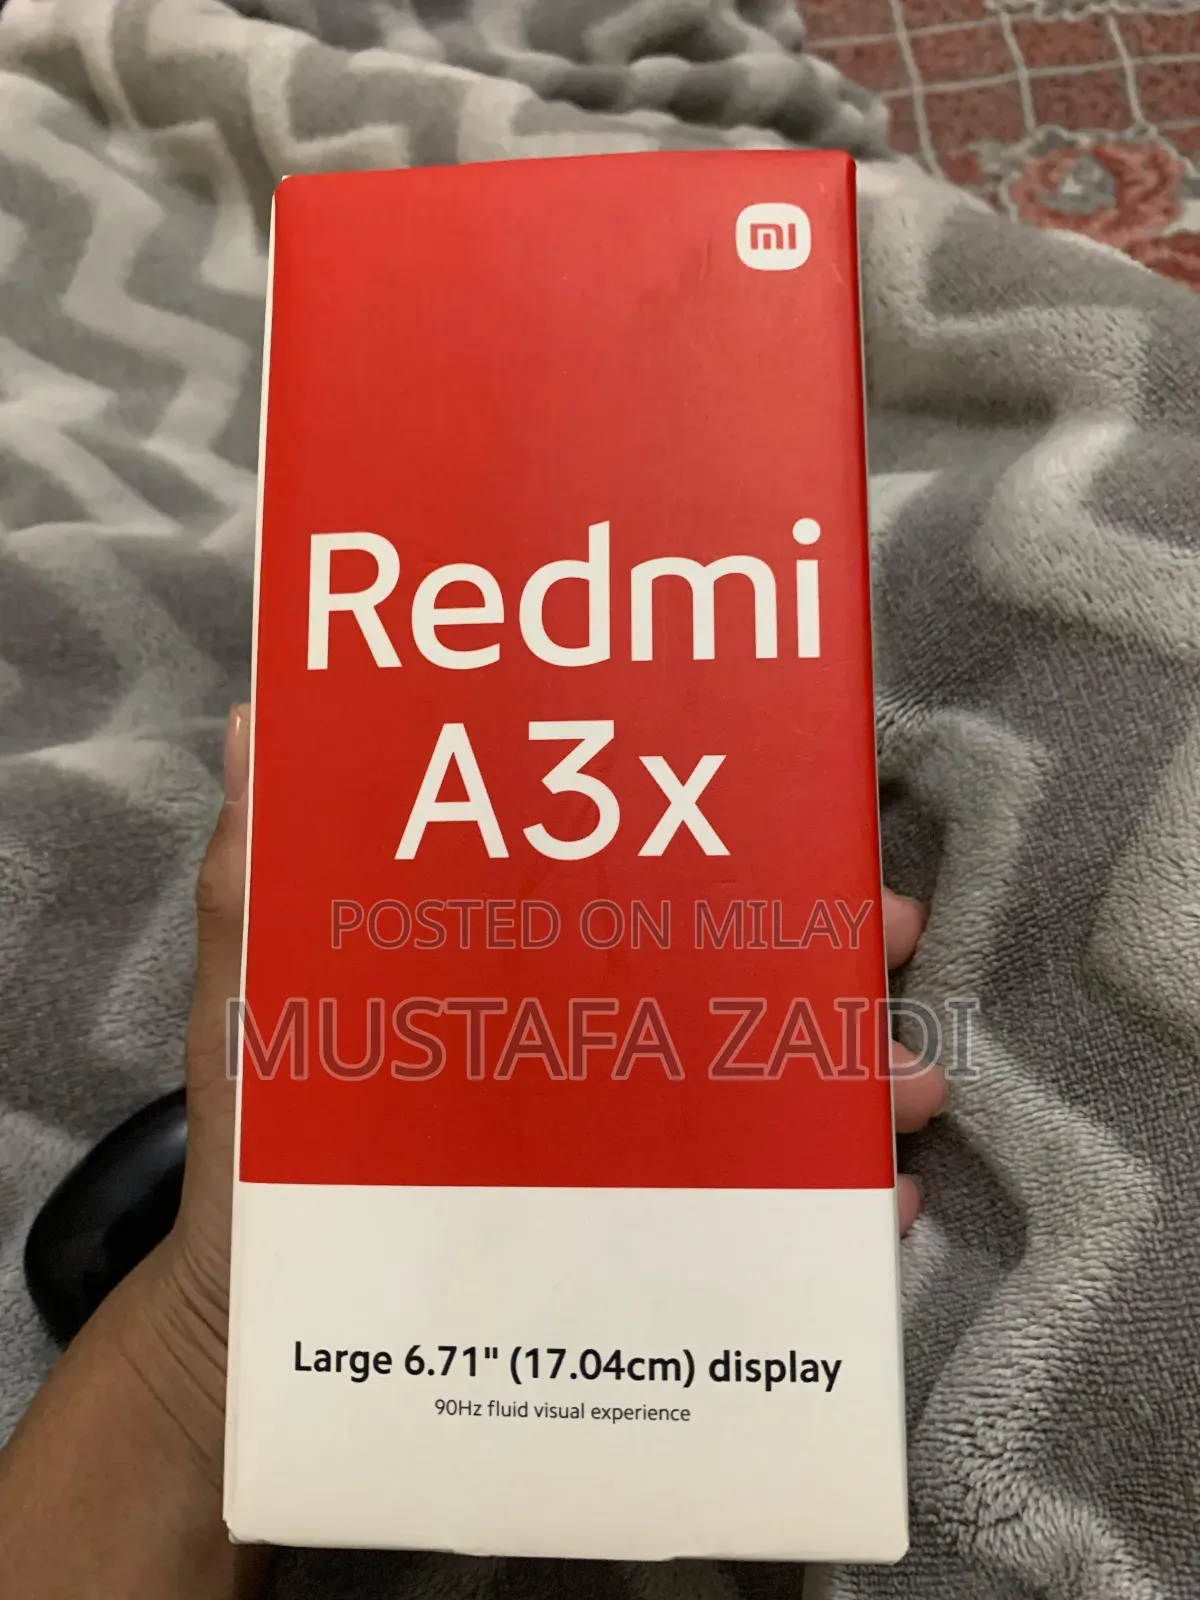 mi
Redmi
A3x
POSTED ON MILAY
MUSTAFA ZAIDI
Large 6.71" (17.04cm) display
90Hz fluid visual experience